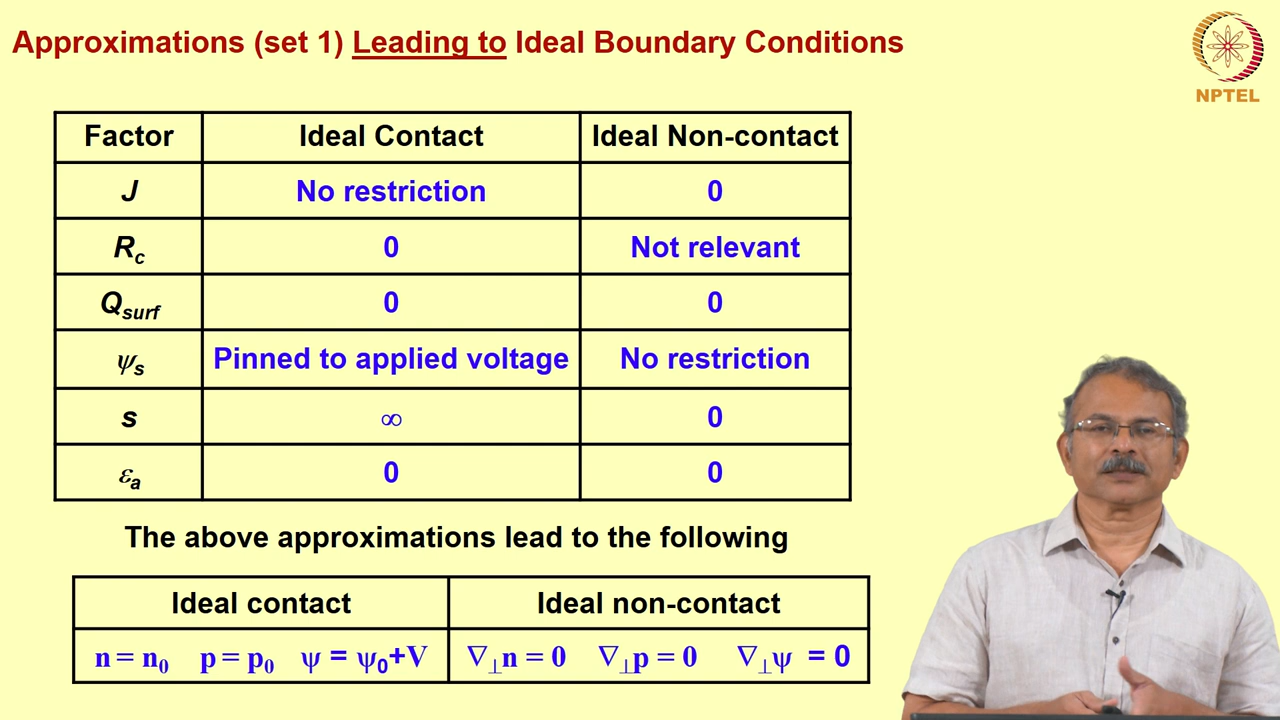 Approximations (set 1) Leading to Ideal Boundary Conditions
NPTEL
Factor Ideal Contact Ideal Non-contact
J No restriction 0
Rc 0 Not relevant
Qsurf 0 0
ψs Pinned to applied voltage No restriction
s ∞ 0
εa 0 0
The above approximations lead to the following
Ideal contact Ideal non-contact
n = n0 p = p0 ψ = ψ0+V ∇⊥n = 0 ∇⊥p = 0 ∇⊥ψ = 0